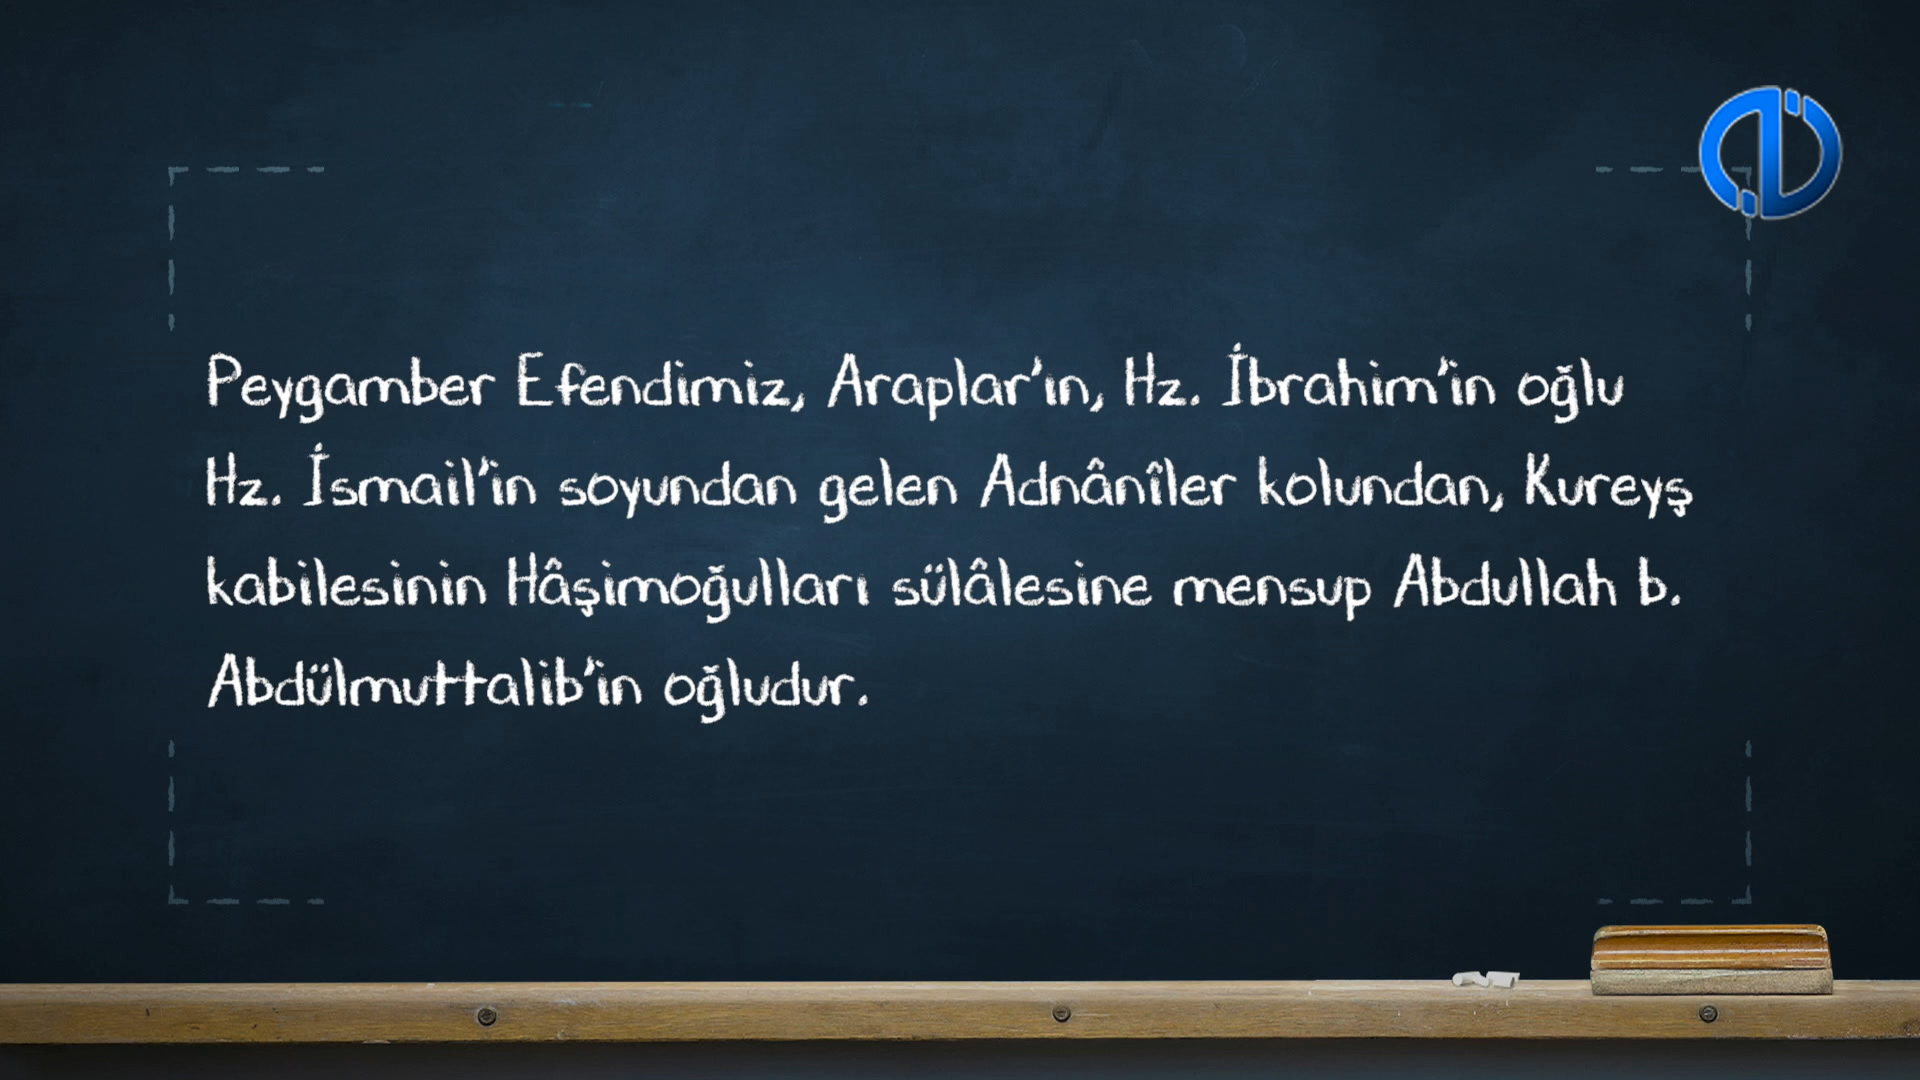 Peygamber Efendimiz, Araplar'ın, Hz. İbrahim'in oğlu
Hz. İsmail'in soyundan gelen Adnânîler kolundan, Kureyş
kabilesinin Hâşimoğulları sülâlesine mensup Abdullah b.
Abdülmuttalib'in oğludur.